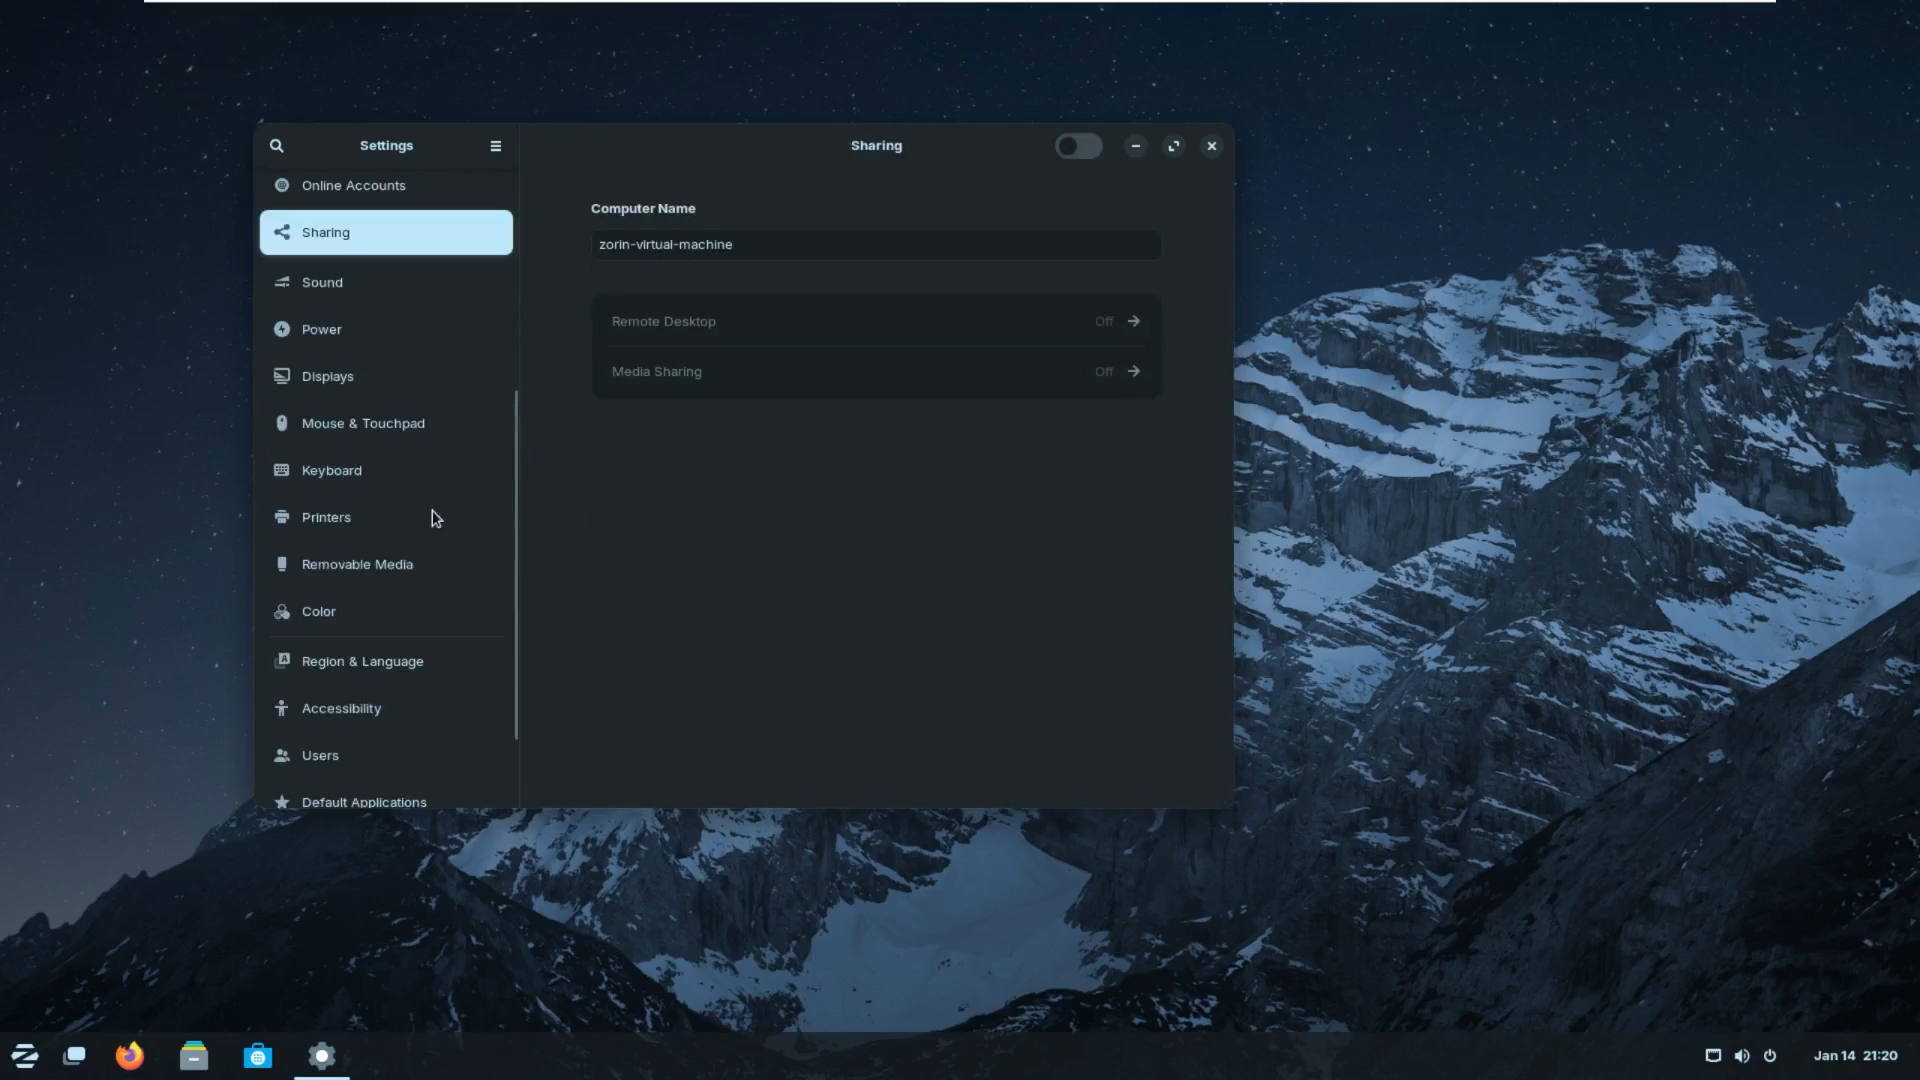 Settings
Sharing
Online Accounts
Sharing
Sound
Power
Displays
Mouse & Touchpad
Keyboard
Printers
Removable Media
Color
Region & Language
Accessibility
Users
Default Applications
Computer Name
zorin-virtual-machine
Remote Desktop Off
Media Sharing Off
Jan 14 21:20